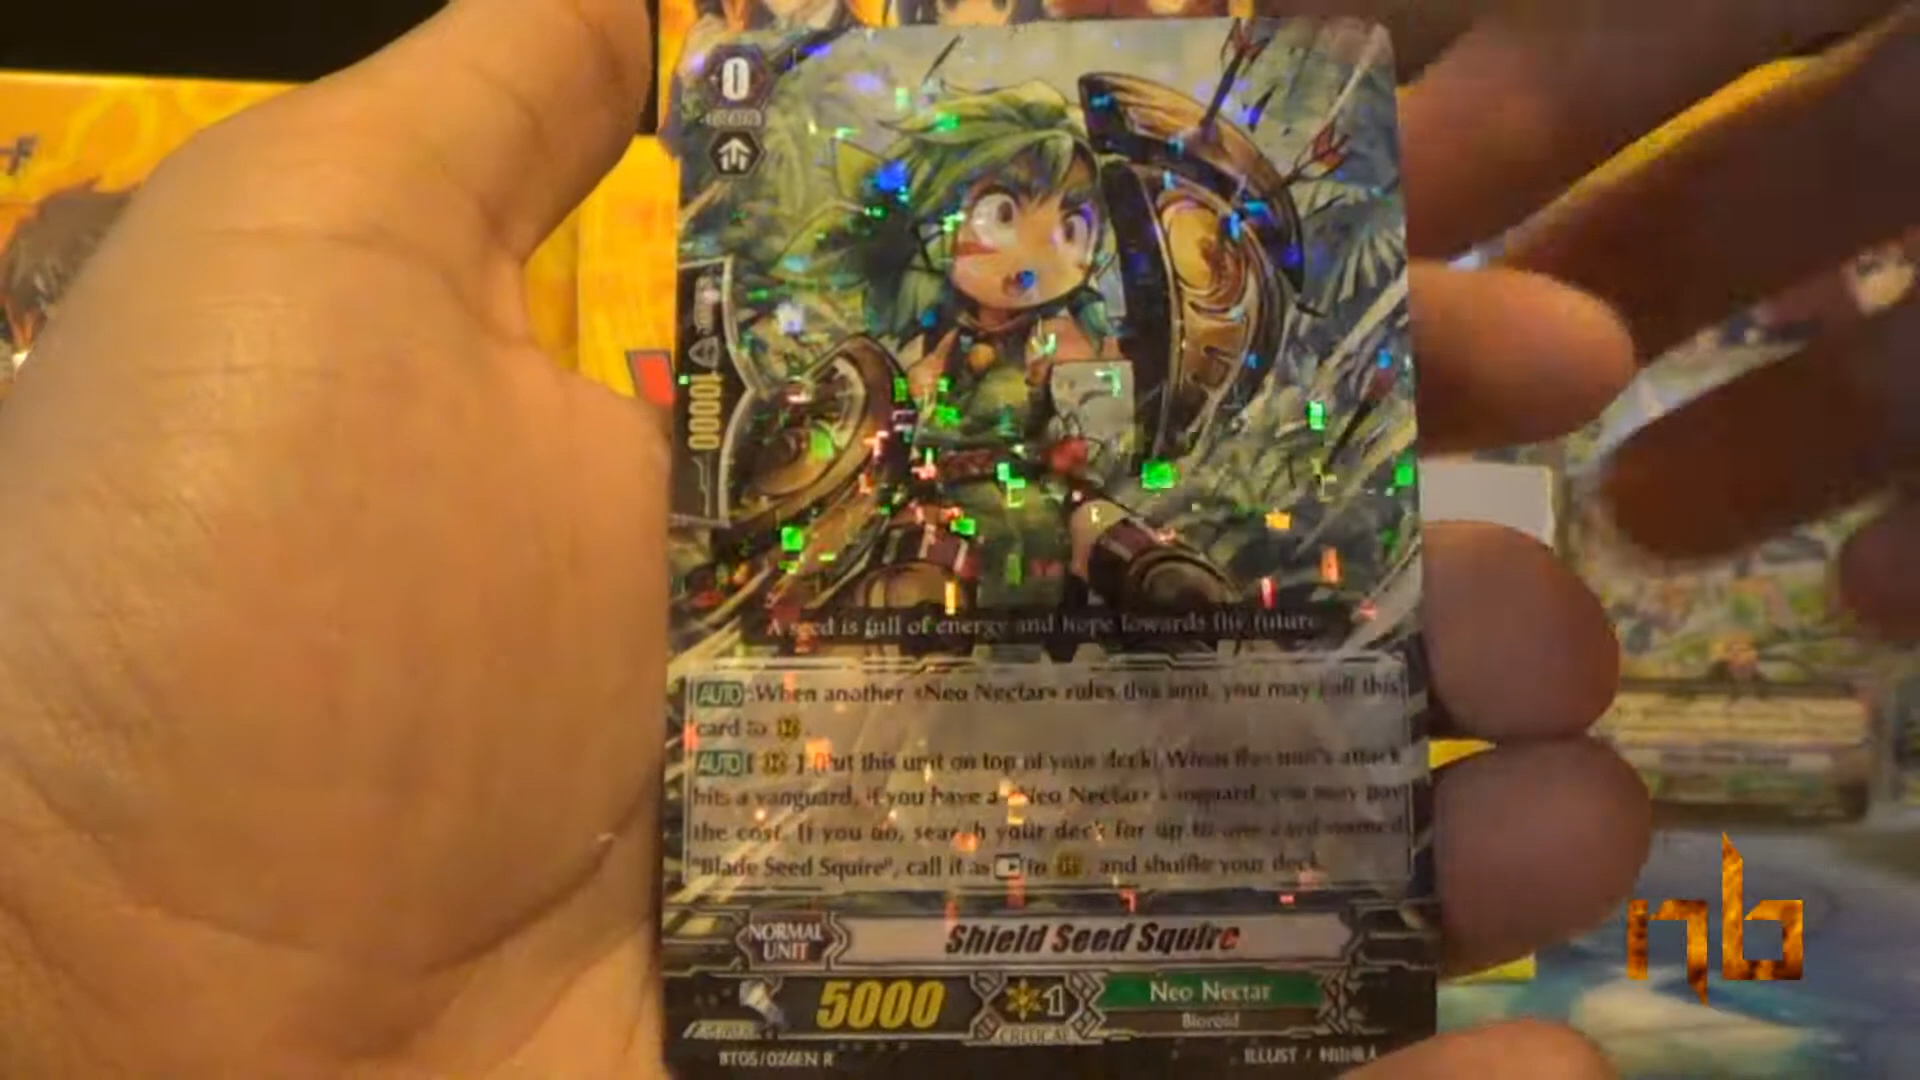 0
10000
A seed is full of energy and hope towards the future
AUTO :When another «Neo Nectar» rides this unit, you may call this
card to .
AUTO [ ]:[Put this unit on top of your deck] When this unit's attack
hits a vanguard, if you have a «Neo Nectar» vanguard, you may pay
the cost. If you do, search your deck for up to one card named
"Blade Seed Squire", call it as to , and shuffle your deck.
NORMAL
UNIT
Shield Seed Squire
5000
1
CRITICAL
Neo Nectar
Bioroid
BT05/026EN R
ILLUST /
nb